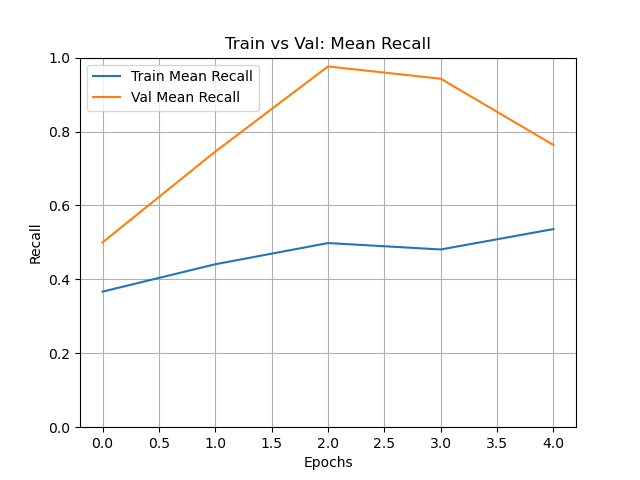 Train vs Val: Mean Recall
Train Mean Recall
Val Mean Recall
1.0
0.8
0.6
0.4
0.2
0.0
Recall
0.0 0.5 1.0 1.5 2.0 2.5 3.0 3.5 4.0
Epochs